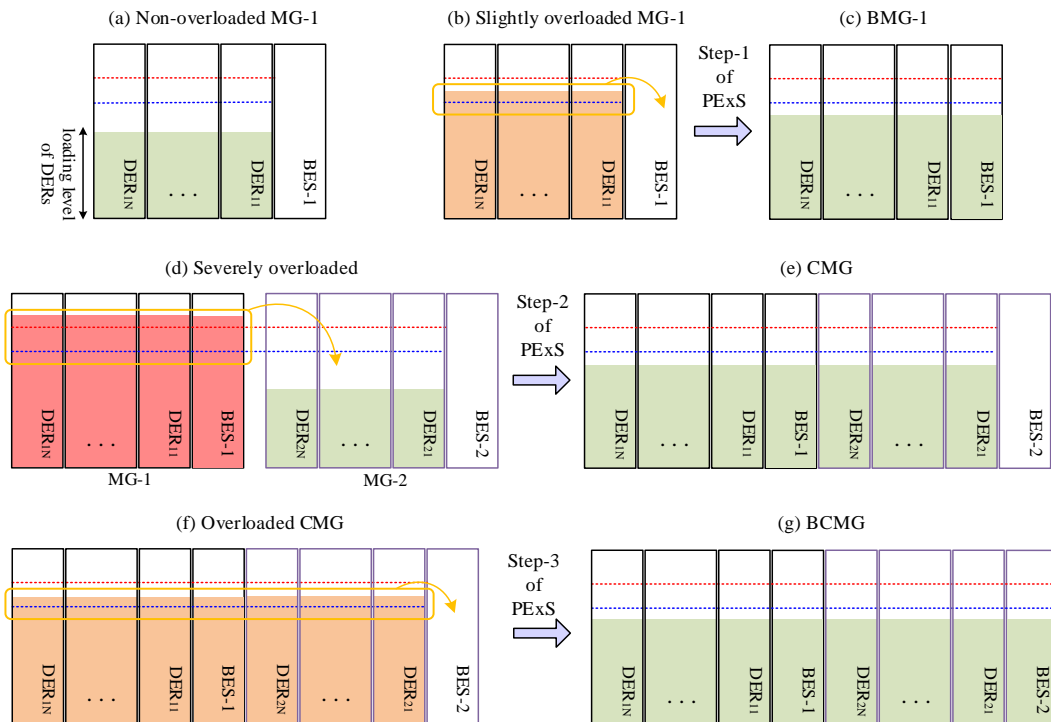 (a) Non-overloaded MG-1
(b) Slightly overloaded MG-1
(c) BMG-1
loading level
of DERs
DER1N
. . .
DER11
BES-1
DER1N
. . .
DER11
BES-1
Step-1
of
PExS
DER1N
. . .
DER11
BES-1
(d) Severely overloaded
(e) CMG
DER1N
. . .
DER11
BES-1
MG-1
DER2N
. . .
DER21
BES-2
MG-2
Step-2
of
PExS
DER1N
. . .
DER11
BES-1
DER2N
. . .
DER21
BES-2
(f) Overloaded CMG
(g) BCMG
DER1N
. . .
DER11
BES-1
DER2N
. . .
DER21
BES-2
Step-3
of
PExS
DER1N
. . .
DER11
BES-1
DER2N
. . .
DER21
BES-2